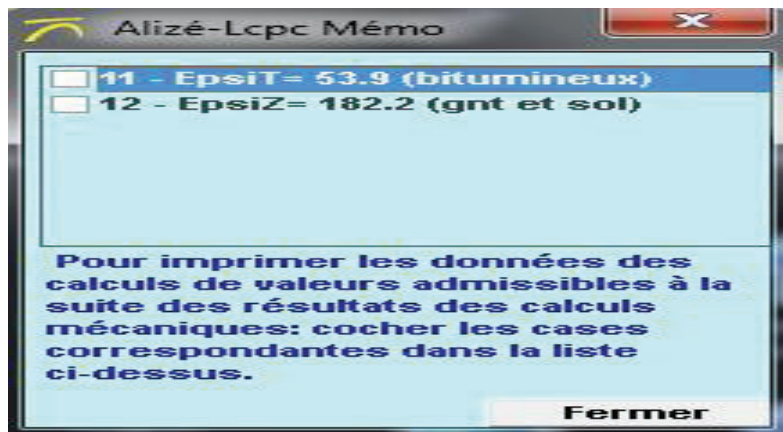 Alizé-Lcpc Mémo
11 - EpsiT= 53.9 (bitumineux)
12 - EpsiZ= 182.2 (gnt et sol)
Pour imprimer les données des
calculs de valeurs admissibles à la
suite des résultats des calculs
mécaniques: cocher les cases
correspondantes dans la liste
ci-dessus.
Fermer